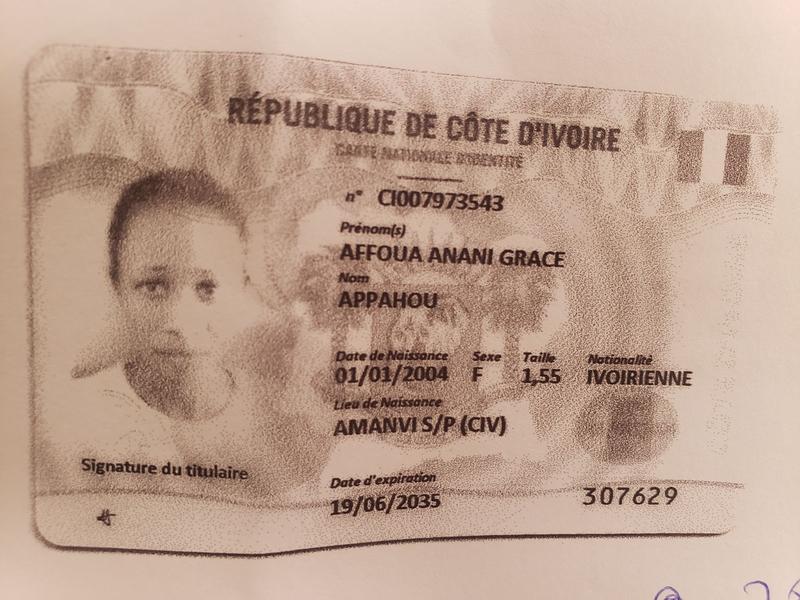 RÉPUBLIQUE DE CÔTE D'IVOIRE
CARTE NATIONALE D'IDENTITÉ
n° CI007973543
Prénom(s)
AFFOUA ANANI GRACE
Nom
APPAHOU
Date de Naissance Sexe Taille Nationalité
01/01/2004 F 1,55 IVOIRIENNE
Lieu de Naissance
AMANVI S/P (CIV)
Signature du titulaire
Date d'expiration
19/06/2035
307629